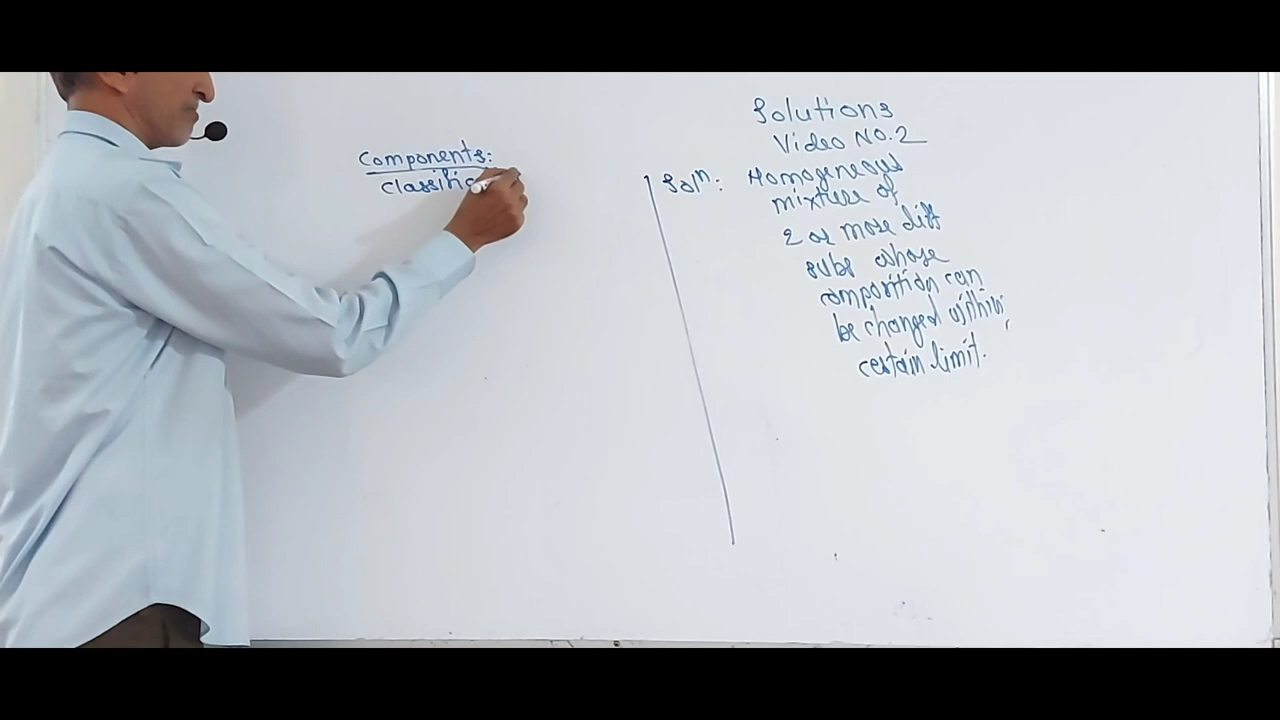 Components:
Classific
Solutions
Video No.2
Solⁿ: Homogeneous
mixture of
2 or more diff
subs whose
composition can
be changed within
certain limit.